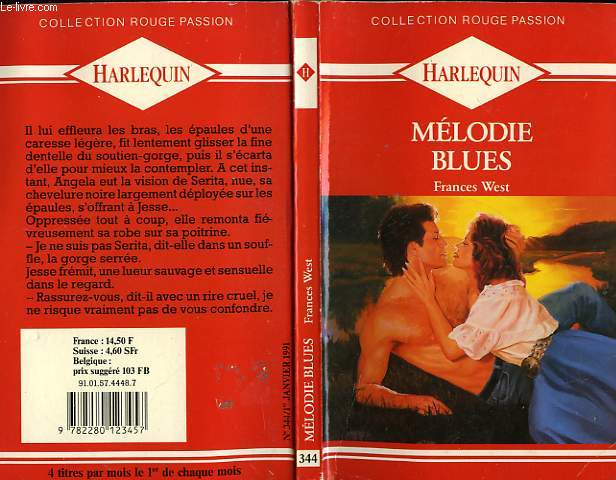 Le-livre.com
COLLECTION ROUGE PASSION
HARLEQUIN
Il lui effleura les bras, les épaules d'une
caresse légère, fit lentement glisser la fine
dentelle du soutien-gorge, puis il s'écarta
d'elle pour mieux la contempler. A cet ins-
tant, Angela eut la vision de Serita, nue, sa
chevelure noire largement déployée sur les
épaules, s'offrant à Jesse...
Oppressée tout à coup, elle remonta fié-
vreusement sa robe sur sa poitrine.
– Je ne suis pas Serita, dit-elle dans un souf-
fle, la gorge serrée.
Jesse frémit, une lueur sauvage et sensuelle
dans le regard.
– Rassurez-vous, dit-il avec un rire cruel, je
ne risque vraiment pas de vous confondre.
France : 14,50 F
Suisse : 4,60 SFr
Belgique :
prix suggéré 103 FB
91.01.57.4448.7
9 782280 123457
4 titres par mois le 1er de chaque mois
N° 344/1er JANVIER 1991
H
Frances West
MÉLODIE BLUES
344
COLLECTION ROUGE PASSION
HARLEQUIN
MÉLODIE
BLUES
Frances West